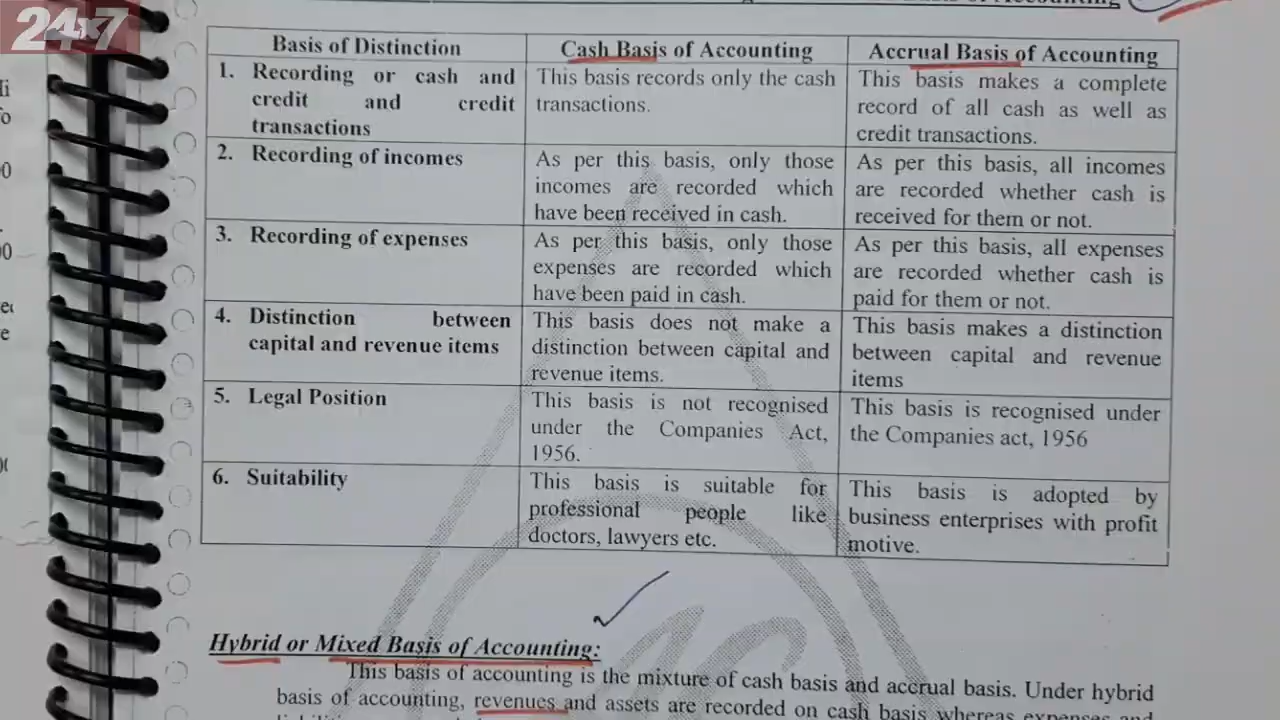 24x7
of Accounting
Basis of Distinction
Cash Basis of Accounting
Accrual Basis of Accounting
1. Recording or cash and
credit and credit
transactions
This basis records only the cash
transactions.
This basis makes a complete
record of all cash as well as
credit transactions.
2. Recording of incomes
As per this basis, only those
incomes are recorded which
have been received in cash.
As per this basis, all incomes
are recorded whether cash is
received for them or not.
3. Recording of expenses
As per this basis, only those
expenses are recorded which
have been paid in cash.
As per this basis, all expenses
are recorded whether cash is
paid for them or not.
4. Distinction between
capital and revenue items
This basis does not make a
distinction between capital and
revenue items.
This basis makes a distinction
between capital and revenue
items
5. Legal Position
This basis is not recognised
under the Companies Act,
1956.
This basis is recognised under
the Companies act, 1956
6. Suitability
This basis is suitable for
professional people like
doctors, lawyers etc.
This basis is adopted by
business enterprises with profit
motive.
Hybrid or Mixed Basis of Accounting:
This basis of accounting is the mixture of cash basis and accrual basis. Under hybrid
basis of accounting, revenues and assets are recorded on cash basis whereas expenses and